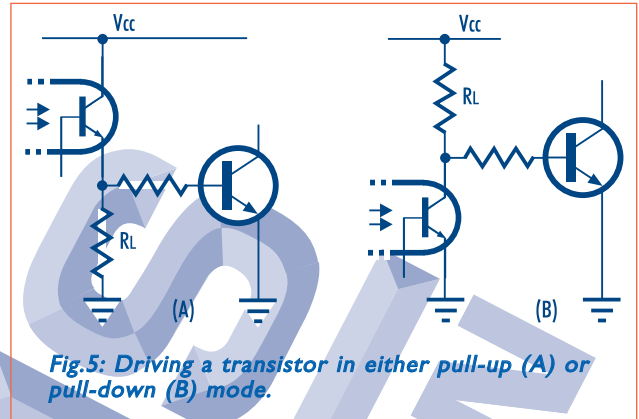 Vcc
Vcc
RL
RL
(A)
(B)
Fig.5: Driving a transistor in either pull-up (A) or
pull-down (B) mode.